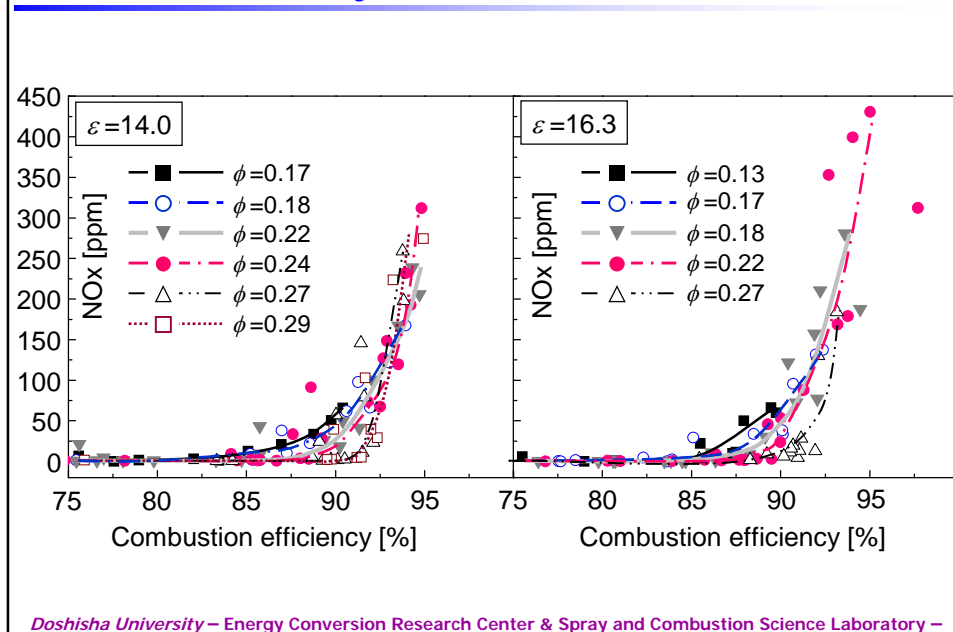 450
400
350
300
250
200
150
100
50
0
NOx [ppm]
ε=14.0
ϕ=0.17
ϕ=0.18
ϕ=0.22
ϕ=0.24
ϕ=0.27
ϕ=0.29
75 80 85 90 95
Combustion efficiency [%]
ε=16.3
NOx [ppm]
ϕ=0.13
ϕ=0.17
ϕ=0.18
ϕ=0.22
ϕ=0.27
75 80 85 90 95
Combustion efficiency [%]
Doshisha University – Energy Conversion Research Center & Spray and Combustion Science Laboratory –